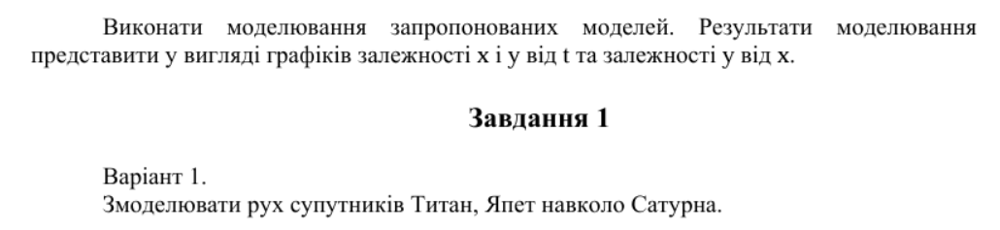 Виконати моделювання запропонованих моделей. Результати моделювання
представити у вигляді графіків залежності x і y від t та залежності y від x.
Завдання 1
Варіант 1.
Змоделювати рух супутників Титан, Япет навколо Сатурна.